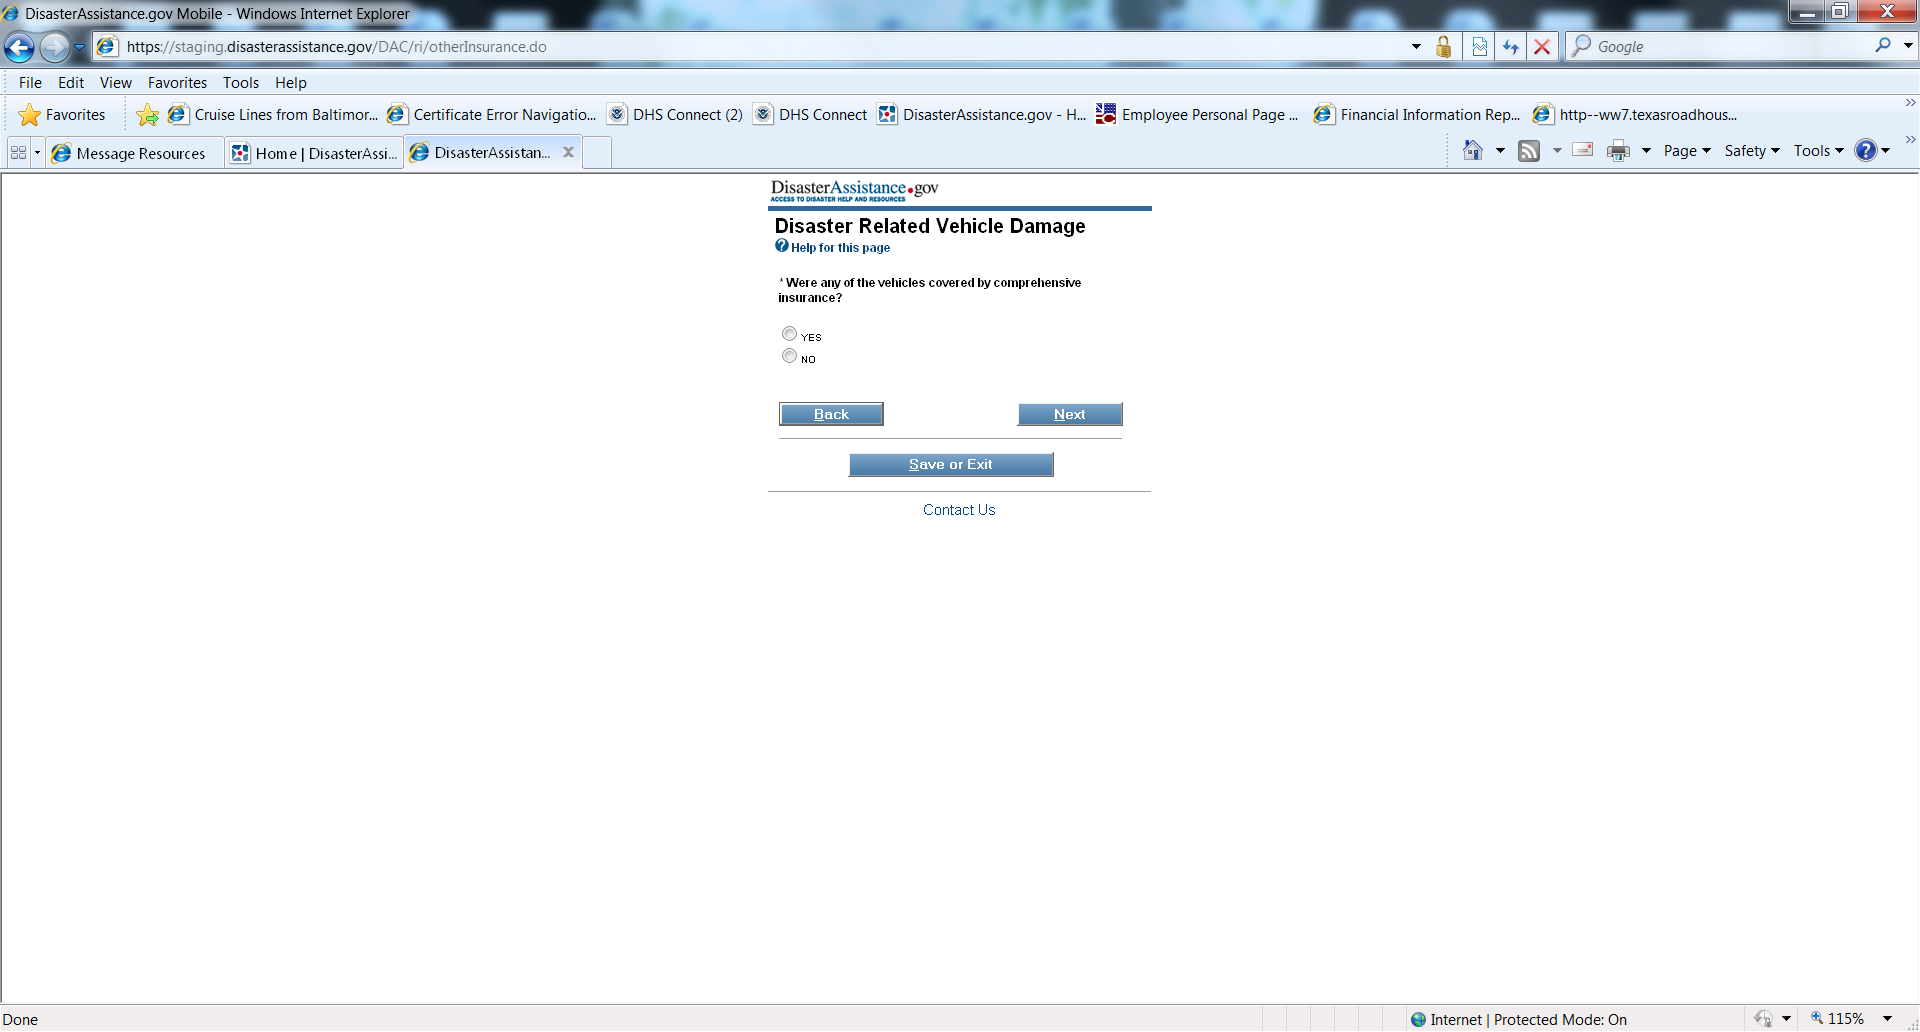 DisasterAssistance.gov Mobile - Windows Internet Explorer
https://staging.disasterassistance.gov/DAC/ri/otherInsurance.do
Google
File Edit View Favorites Tools Help
Favorites Cruise Lines from Baltimor... Certificate Error Navigatio... DHS Connect (2) DHS Connect DisasterAssistance.gov - H... Employee Personal Page ... Financial Information Rep... http--ww7.texasroadhous...
Message Resources Home | DisasterAssi... DisasterAssistan... Page Safety Tools
DisasterAssistance.gov
ACCESS TO DISASTER HELP AND RESOURCES
Disaster Related Vehicle Damage
? Help for this page
* Were any of the vehicles covered by comprehensive
insurance?
YES
NO
Back Next
Save or Exit
Contact Us
Done Internet | Protected Mode: On 115%